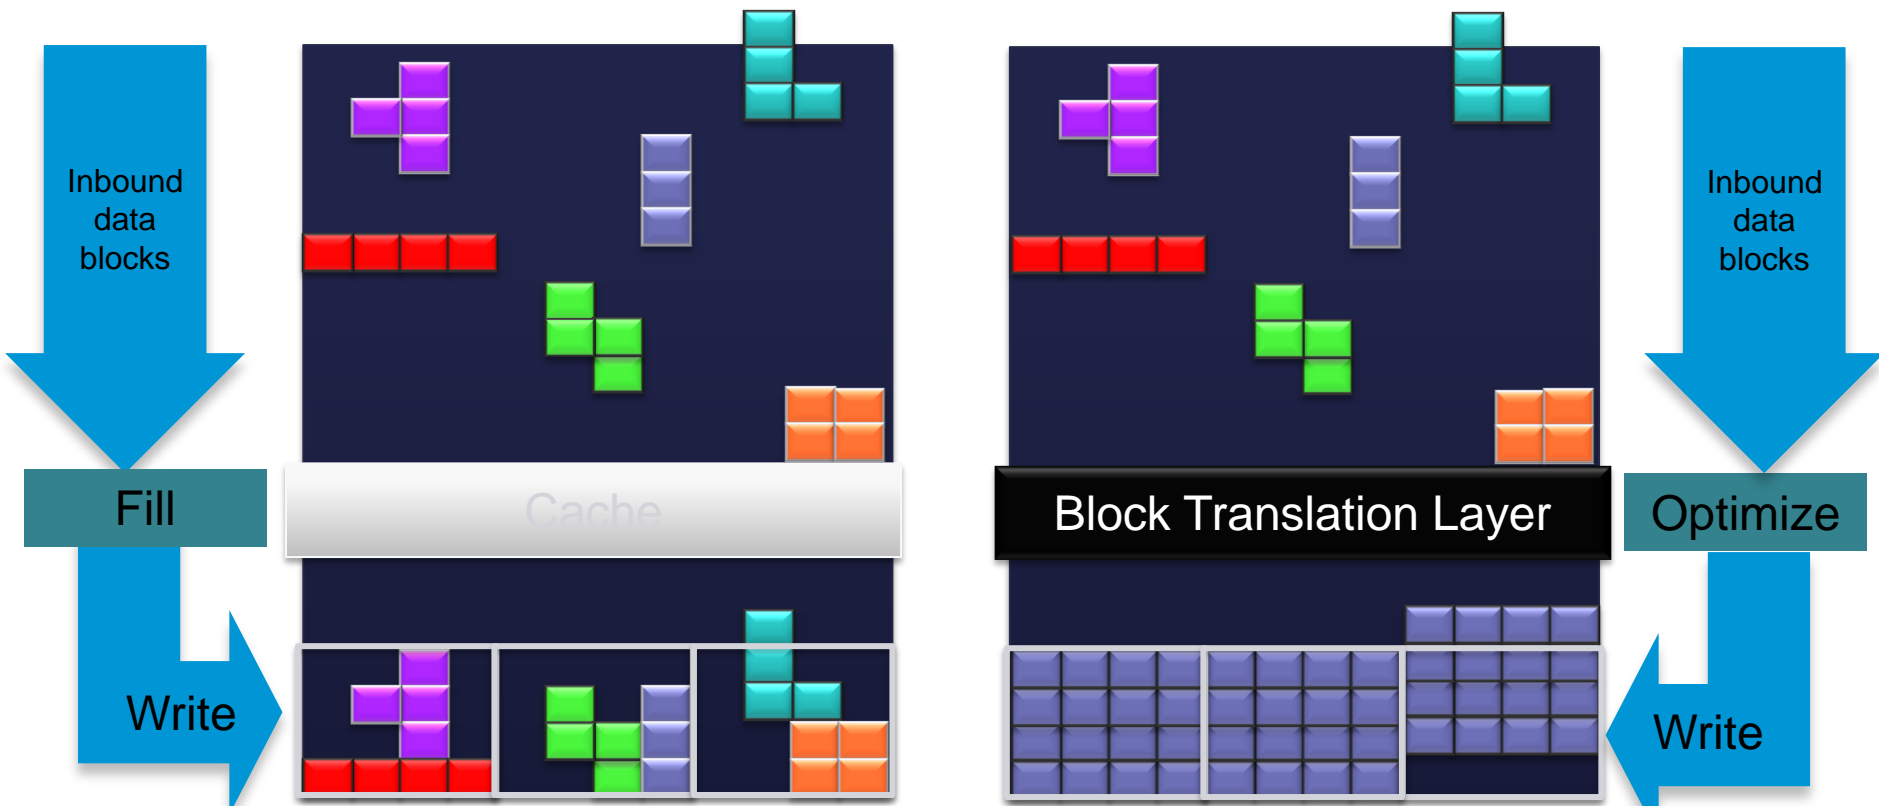 Inbound
data
blocks
Fill
Cache
Write
Inbound
data
blocks
Block Translation Layer
Optimize
Write